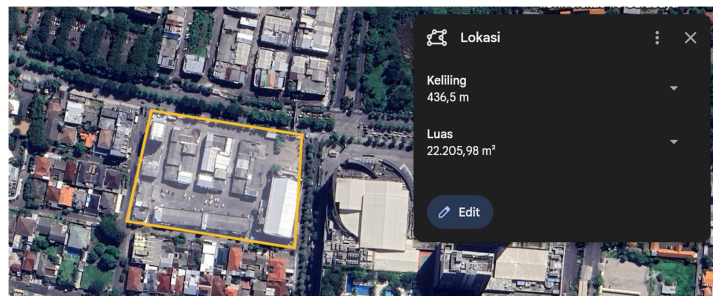 Lokasi
Keliling
436,5 m
Luas
22.205,98 m²
Edit